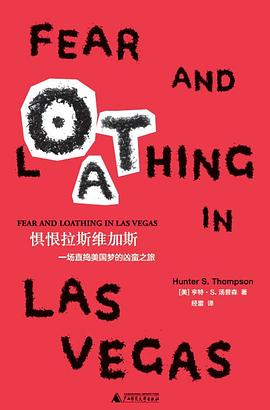 FEAR
AND
LOATHING
FEAR AND LOATHING IN LAS VEGAS
IN
惧恨拉斯维加斯
一场直捣美国梦的凶蛮之旅
Hunter S. Thompson
[美] 亨特·S.汤普森 著
经雷 译
LAS
VEGAS